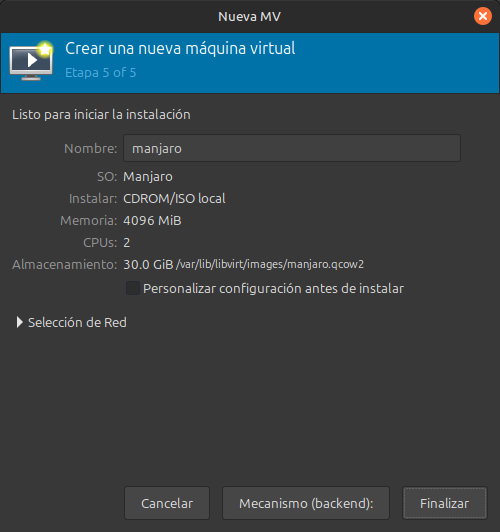 Nueva MV
Crear una nueva máquina virtual
Etapa 5 of 5
Listo para iniciar la instalación
Nombre: manjaro
SO: Manjaro
Instalar: CDROM/ISO local
Memoria: 4096 MiB
CPUs: 2
Almacenamiento: 30.0 GiB /var/lib/libvirt/images/manjaro.qcow2
Personalizar configuración antes de instalar
Selección de Red
Cancelar Mecanismo (backend): Finalizar